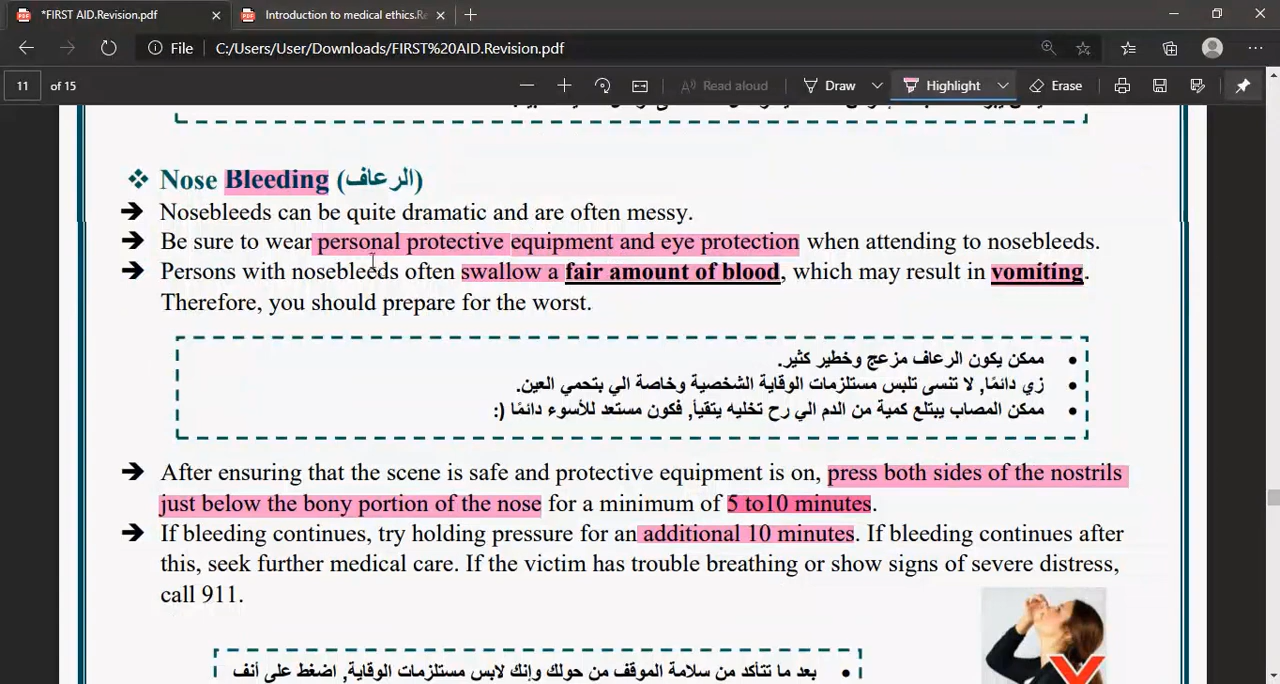 *FIRST AID.Revision.pdf
Introduction to medical ethics.Re
File
C:/Users/User/Downloads/FIRST%20AID.Revision.pdf
11 of 15
Read aloud
Draw
Highlight
Erase
Nose Bleeding (الرعاف)
Nosebleeds can be quite dramatic and are often messy.
Be sure to wear personal protective equipment and eye protection when attending to nosebleeds.
Persons with nosebleeds often swallow a fair amount of blood, which may result in vomiting.
Therefore, you should prepare for the worst.
ممكن يكون الرعاف مزعج وخطير كثير.
زي دائمًا, لا تنسى تلبس مستلزمات الوقاية الشخصية وخاصة الي بتحمي العين.
ممكن المصاب يبتلع كمية من الدم الي رح تخليه يتقيأ, فكون مستعد للأسوء دائمًا :)
After ensuring that the scene is safe and protective equipment is on, press both sides of the nostrils
just below the bony portion of the nose for a minimum of 5 to10 minutes.
If bleeding continues, try holding pressure for an additional 10 minutes. If bleeding continues after
this, seek further medical care. If the victim has trouble breathing or show signs of severe distress,
call 911.
بعد ما تتأكد من سلامة الموقف من حولك وإنك لابس مستلزمات الوقاية, اضغط على أنف